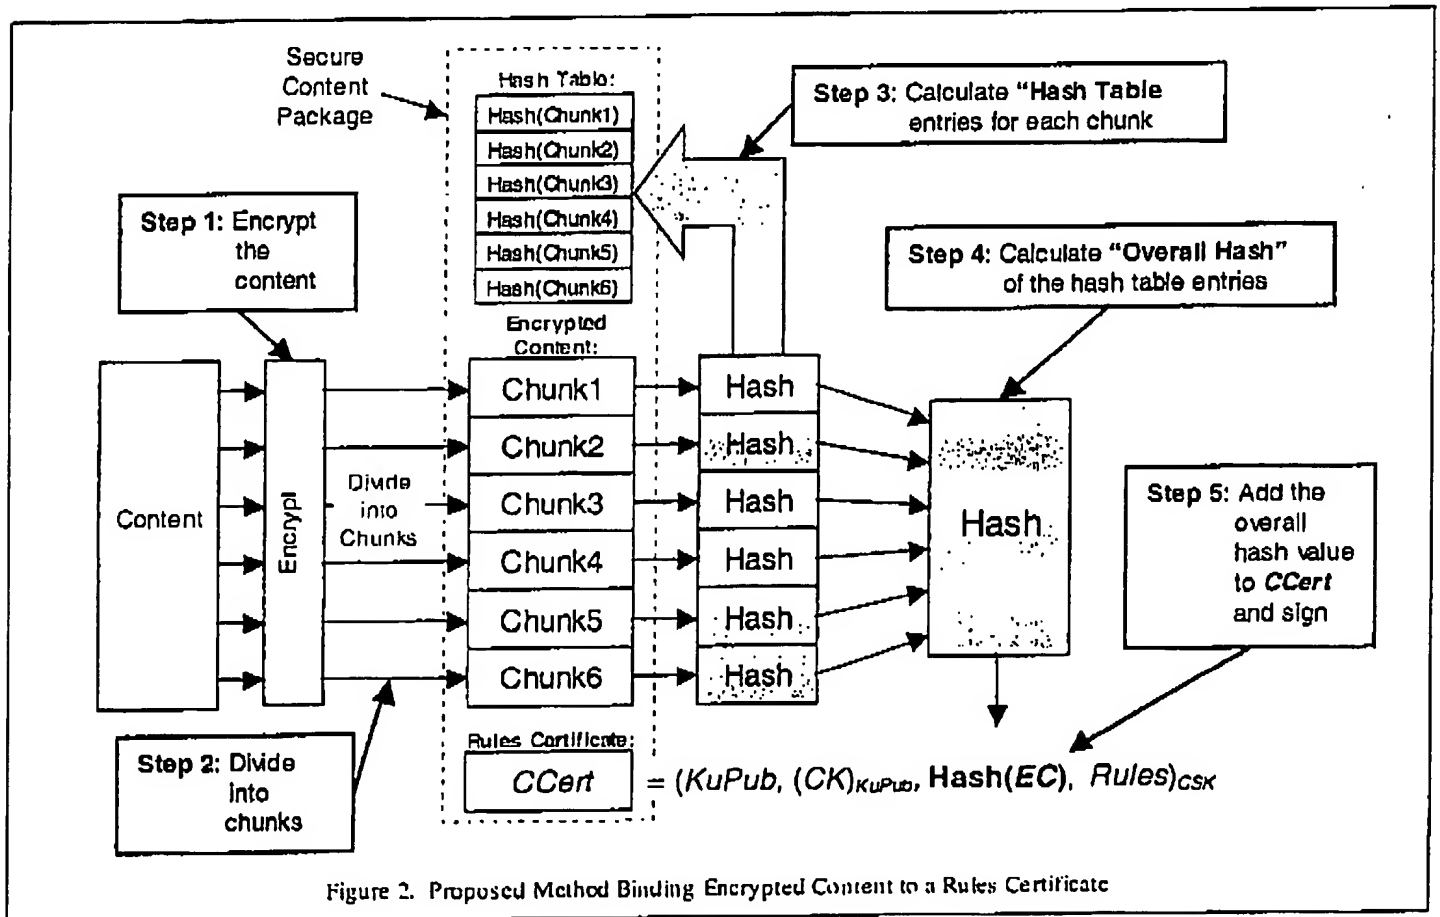 Secure
Content
Package
Hash Table:
Hash(Chunk1)
Hash(Chunk2)
Hash(Chunk3)
Hash(Chunk4)
Hash(Chunk5)
Hash(Chunk6)
Step 3: Calculate "Hash Table
entries for each chunk
Step 1: Encrypt
the
content
Step 4: Calculate "Overall Hash"
of the hash table entries
Encrypted
Content:
Content
Encrypt
Divide
into
Chunks
Chunk1
Chunk2
Chunk3
Chunk4
Chunk5
Chunk6
Hash
Hash
Hash
Hash
Hash
Hash
Hash
Step 5: Add the
overall
hash value
to CCert
and sign
Step 2: Divide
into
chunks
Rules Certificate:
CCert = (KuPub, (CK)KuPub, Hash(EC), Rules)CSK
Figure 2. Proposed Method Binding Encrypted Content to a Rules Certificate